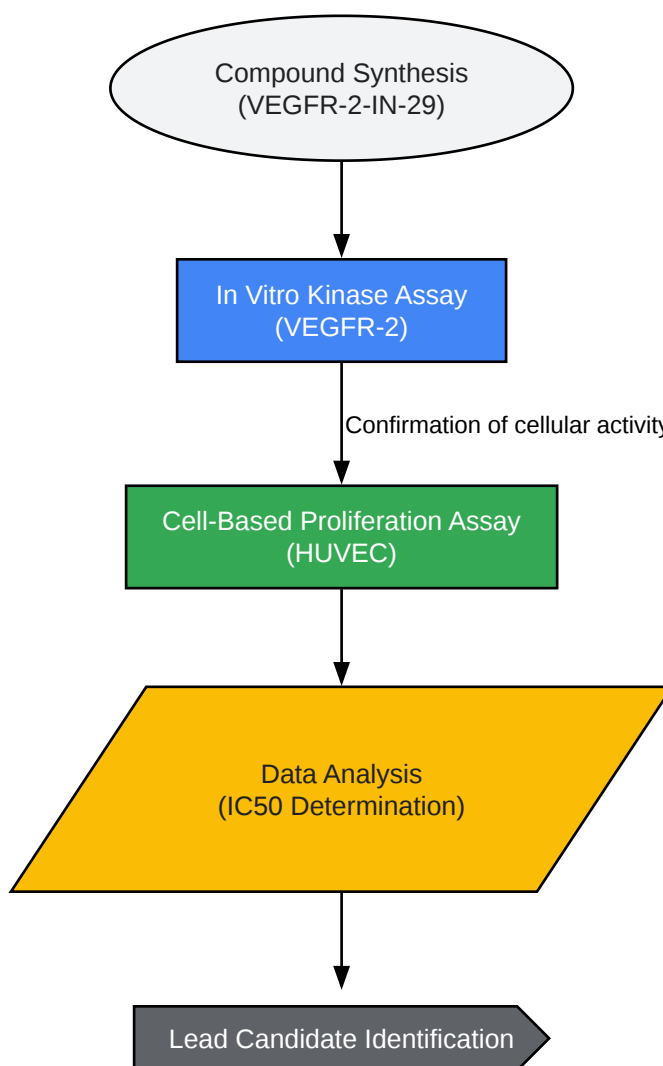 Compound Synthesis
(VEGFR-2-IN-29)
In Vitro Kinase Assay
(VEGFR-2)
Confirmation of cellular activity
Cell-Based Proliferation Assay
(HUVEC)
Data Analysis
(IC50 Determination)
Lead Candidate Identification